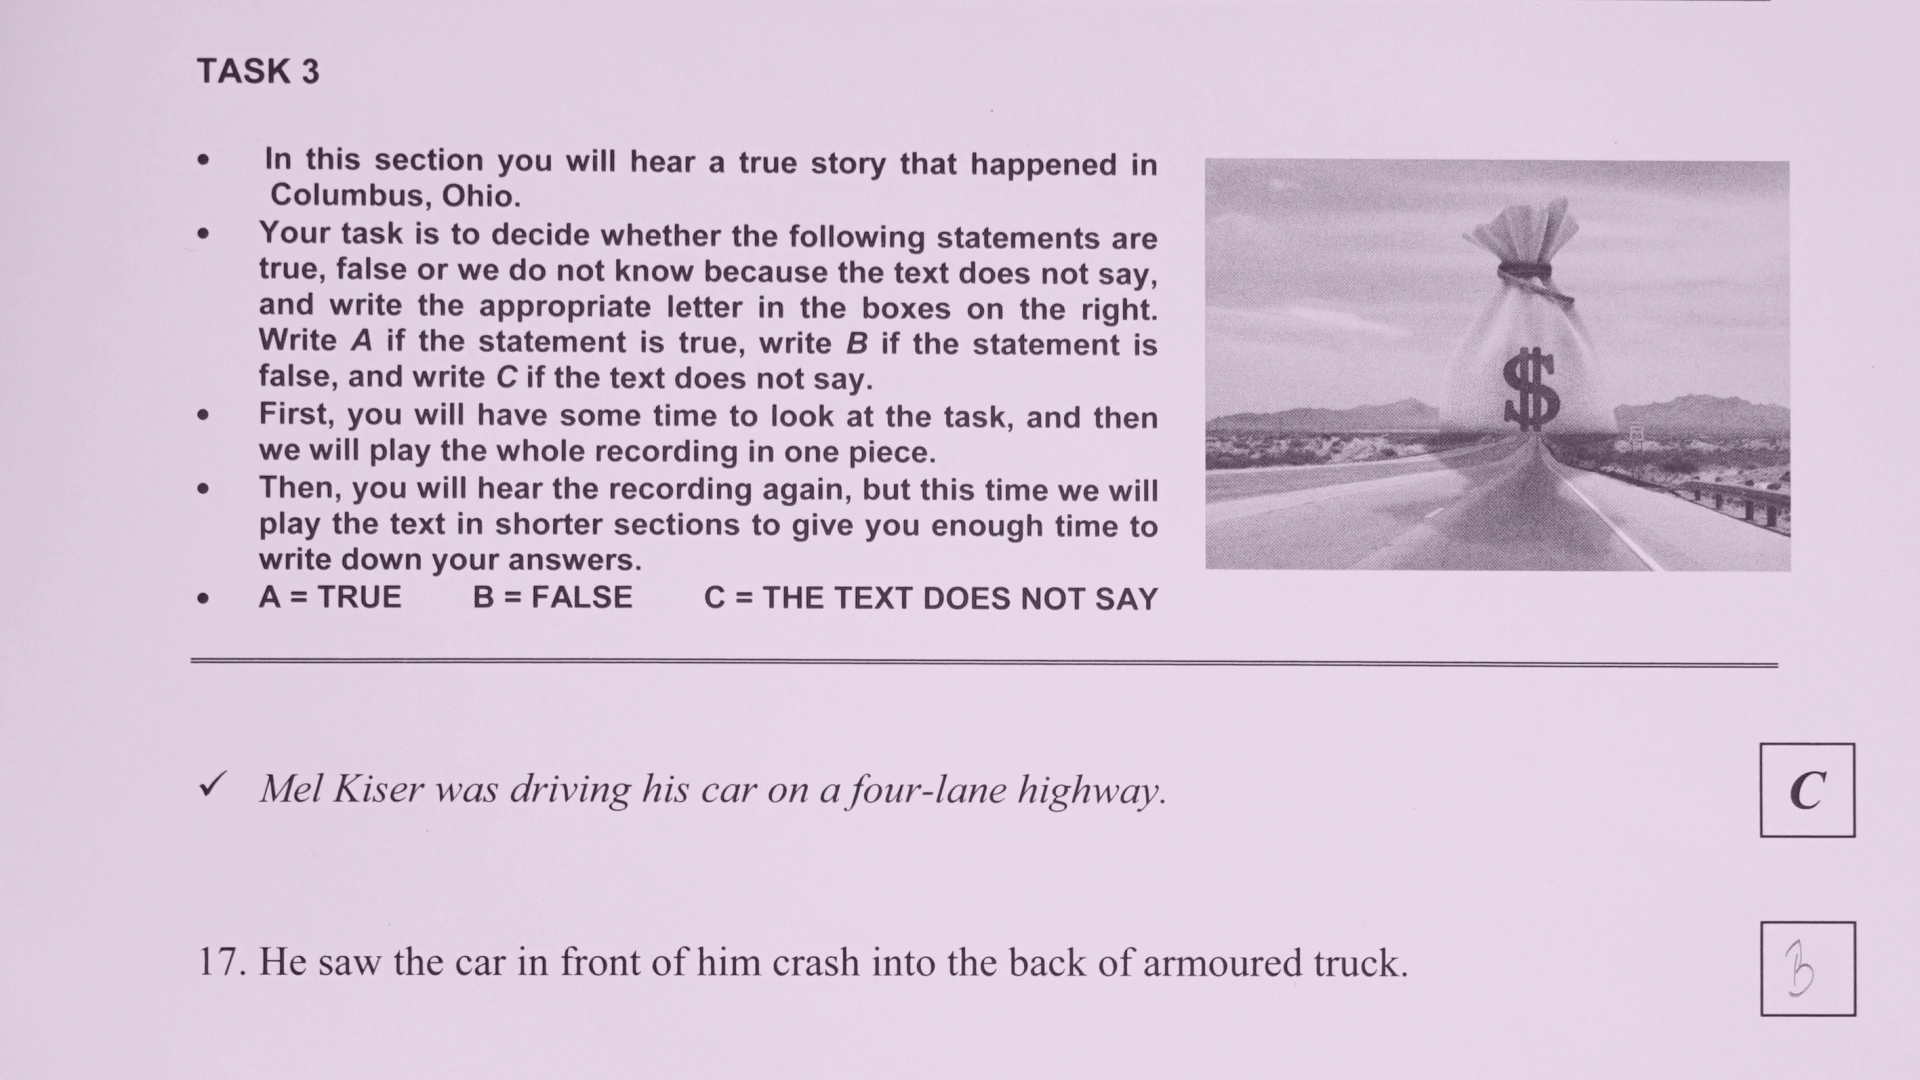 TASK 3
• In this section you will hear a true story that happened in
Columbus, Ohio.
• Your task is to decide whether the following statements are
true, false or we do not know because the text does not say,
and write the appropriate letter in the boxes on the right.
Write A if the statement is true, write B if the statement is
false, and write C if the text does not say.
• First, you will have some time to look at the task, and then
we will play the whole recording in one piece.
• Then, you will hear the recording again, but this time we will
play the text in shorter sections to give you enough time to
write down your answers.
• A = TRUE B = FALSE C = THE TEXT DOES NOT SAY
$
✓ Mel Kiser was driving his car on a four-lane highway. C
17. He saw the car in front of him crash into the back of armoured truck. B